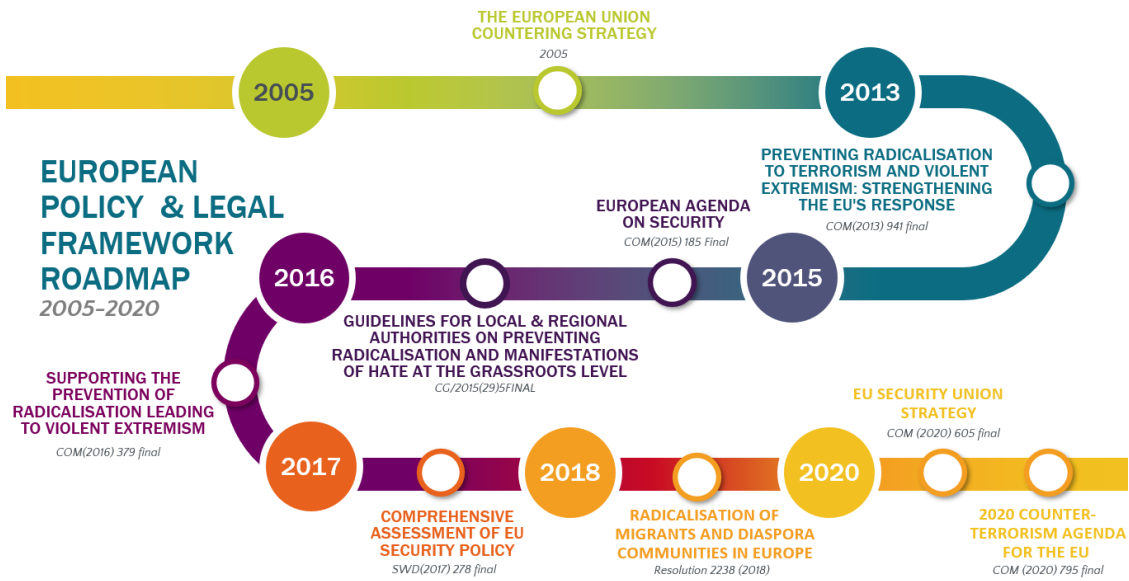 THE EUROPEAN UNION
COUNTERING STRATEGY
2005
2005
2013
EUROPEAN
POLICY & LEGAL
FRAMEWORK
ROADMAP
2005–2020
PREVENTING RADICALISATION
TO TERRORISM AND VIOLENT
EXTREMISM: STRENGTHENING
THE EU'S RESPONSE
COM(2013) 941 final
EUROPEAN AGENDA
ON SECURITY
COM(2015) 185 Final
2016
2015
GUIDELINES FOR LOCAL & REGIONAL
AUTHORITIES ON PREVENTING
RADICALISATION AND MANIFESTATIONS
OF HATE AT THE GRASSROOTS LEVEL
CG/2015(29)5FINAL
SUPPORTING THE
PREVENTION OF
RADICALISATION LEADING
TO VIOLENT EXTREMISM
COM(2016) 379 final
EU SECURITY UNION
STRATEGY
COM (2020) 605 final
2017
2018
2020
COMPREHENSIVE
ASSESSMENT OF EU
SECURITY POLICY
SWD(2017) 278 final
RADICALISATION OF
MIGRANTS AND DIASPORA
COMMUNITIES IN EUROPE
Resolution 2238 (2018)
2020 COUNTER-
TERRORISM AGENDA
FOR THE EU
COM (2020) 795 final